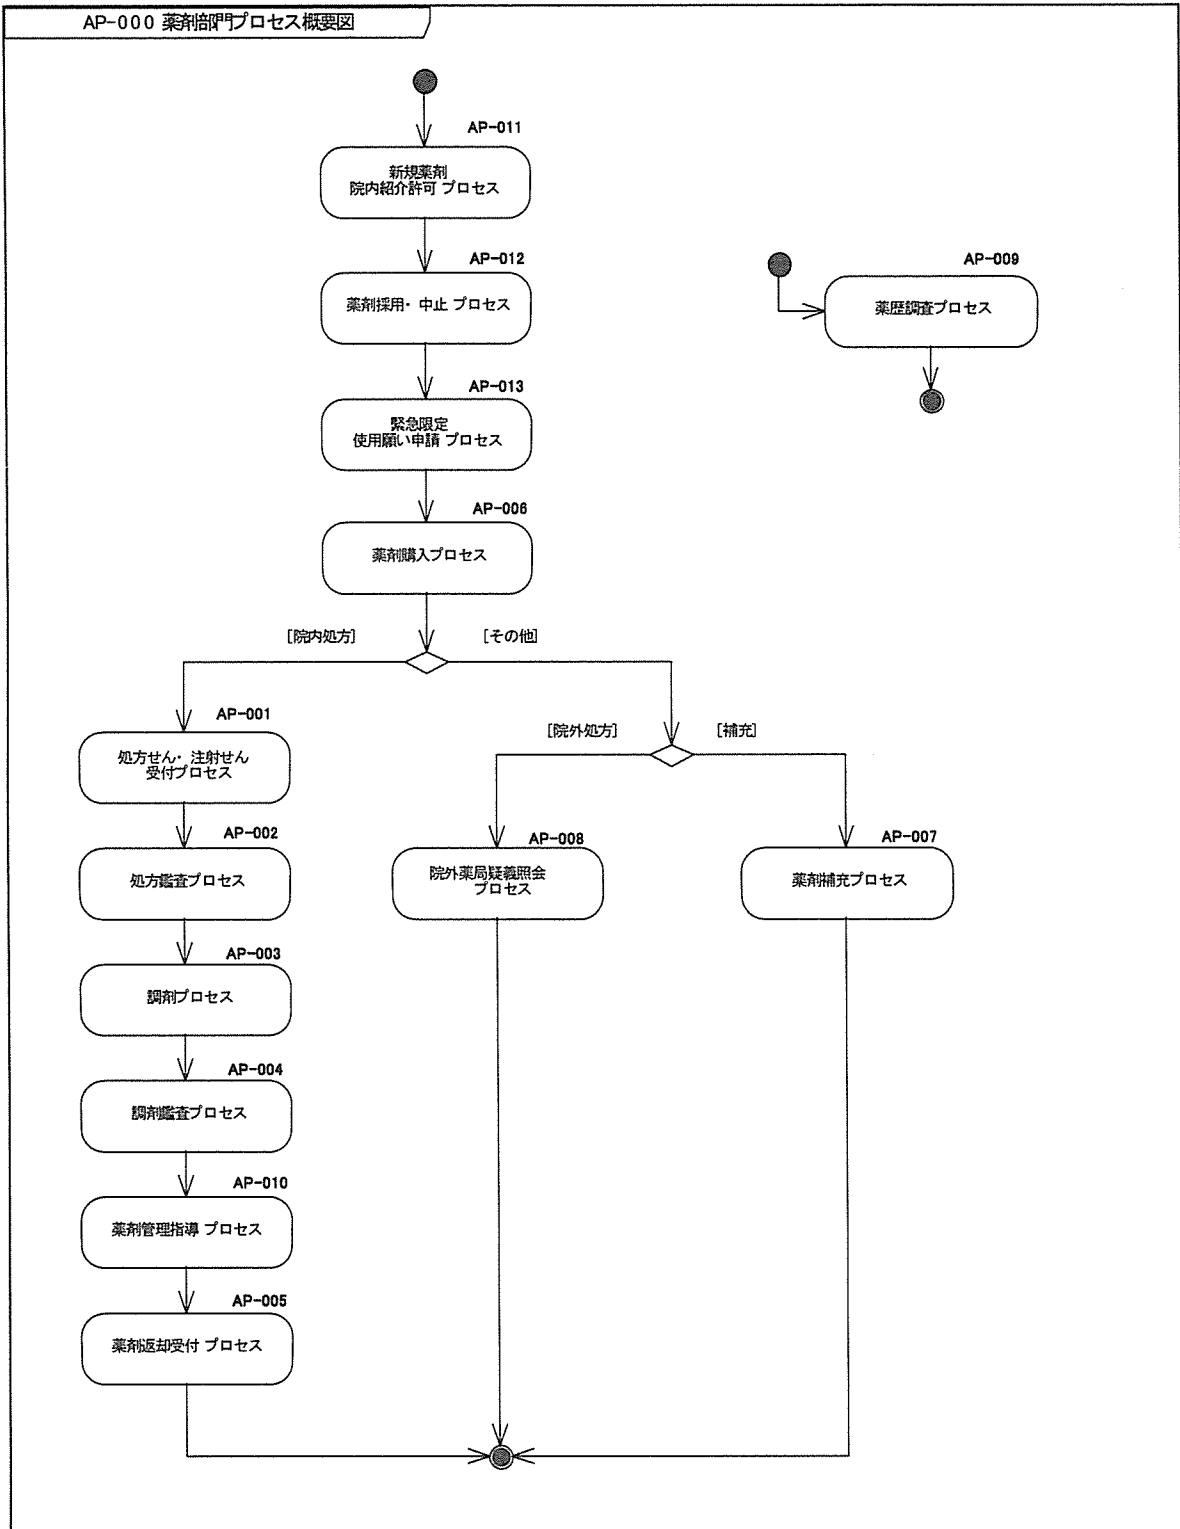 AP-000 薬剤部門プロセス概要図
AP-011
新規薬剤
院内紹介許可 プロセス
AP-012
薬剤採用・中止 プロセス
AP-009
薬歴調査プロセス
AP-013
緊急限定
使用願い申請 プロセス
AP-006
薬剤購入プロセス
[院内処方]
[その他]
AP-001
処方せん・注射せん
受付プロセス
[院外処方]
[補充]
AP-002
処方鑑査プロセス
AP-008
院外薬局疑義照会
プロセス
AP-007
薬剤補充プロセス
AP-003
調剤プロセス
AP-004
調剤鑑査プロセス
AP-010
薬剤管理指導 プロセス
AP-005
薬剤返却受付 プロセス